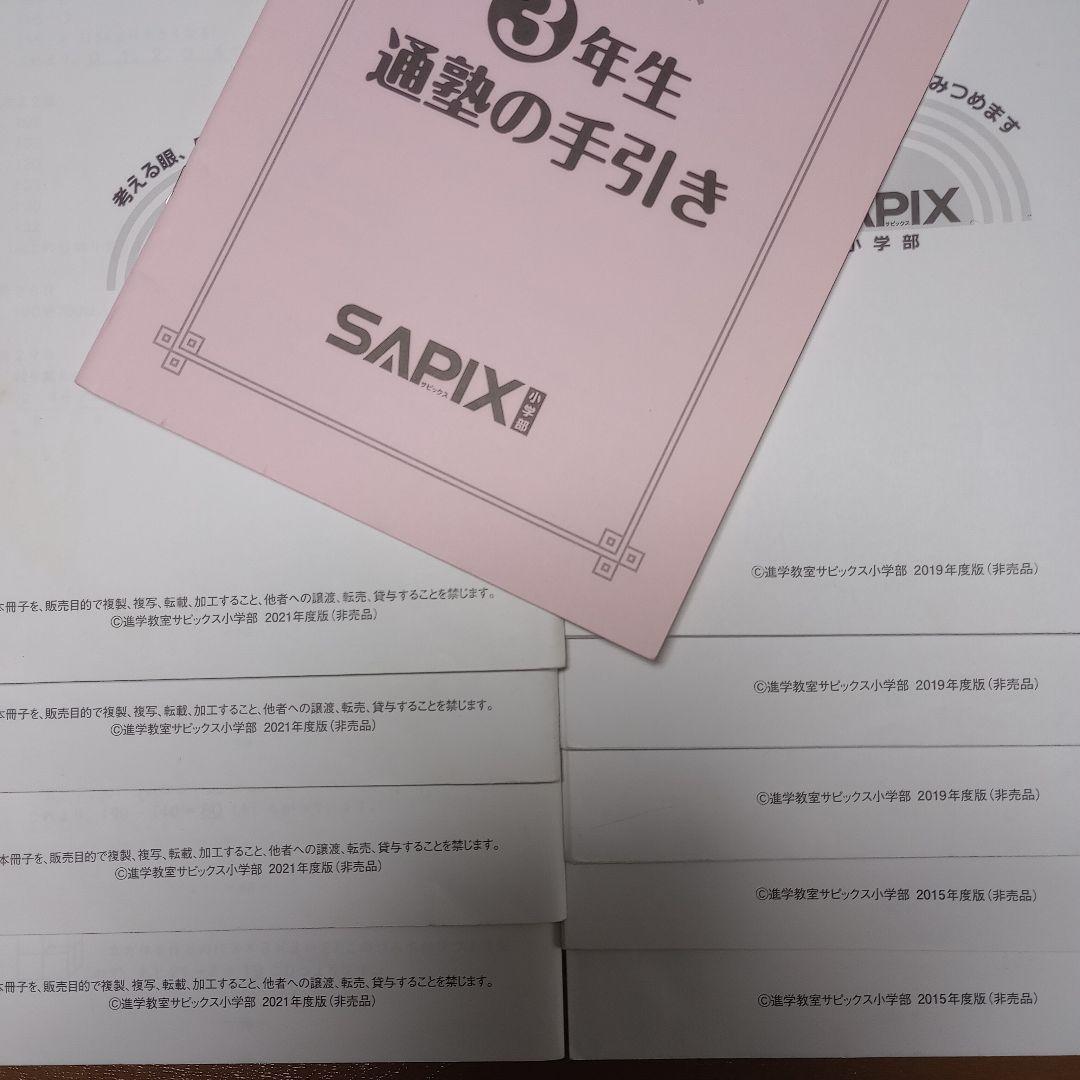 3年生
通塾の手引き
SAPIX
サピックス
小学部
考える眼、
みつめます
APIX
サピックス
小学部
本冊子を、販売目的で複製、複写、転載、加工すること、他者への譲渡、転売、貸与することを禁じます。
©進学教室サピックス小学部 2021年度版(非売品)
本冊子を、販売目的で複製、複写、転載、加工すること、他者への譲渡、転売、貸与することを禁じます。
©進学教室サピックス小学部 2021年度版(非売品)
本冊子を、販売目的で複製、複写、転載、加工すること、他者への譲渡、転売、貸与することを禁じます。
©進学教室サピックス小学部 2021年度版(非売品)
本冊子を、販売目的で複製、複写、転載、加工すること、他者への譲渡、転売、貸与することを禁じます。
©進学教室サピックス小学部 2021年度版(非売品)
©進学教室サピックス小学部 2019年度版(非売品)
©進学教室サピックス小学部 2019年度版(非売品)
©進学教室サピックス小学部 2019年度版(非売品)
©進学教室サピックス小学部 2015年度版(非売品)
©進学教室サピックス小学部 2015年度版(非売品)